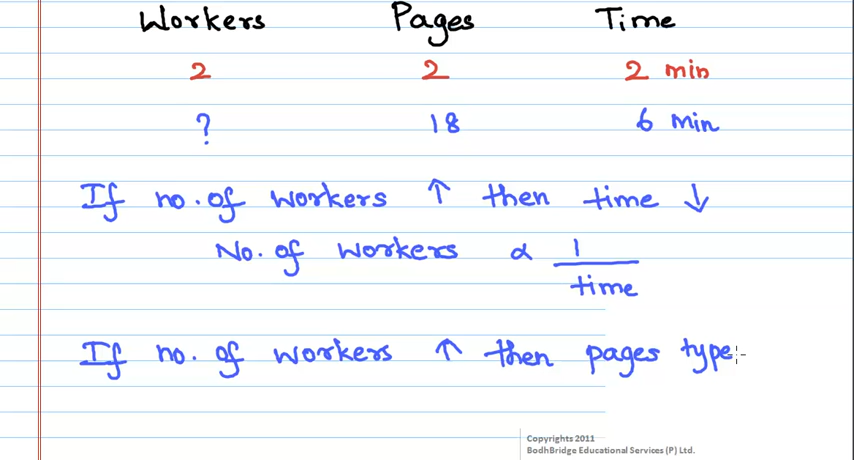 Workers Pages Time
2 2 2 min
? 18 6 min
If no. of workers ↑ then time ↓
No. of workers ∝ 1/time
If no. of workers ↑ then pages type
Copyrights 2011
BodhBridge Educational Services (P) Ltd.